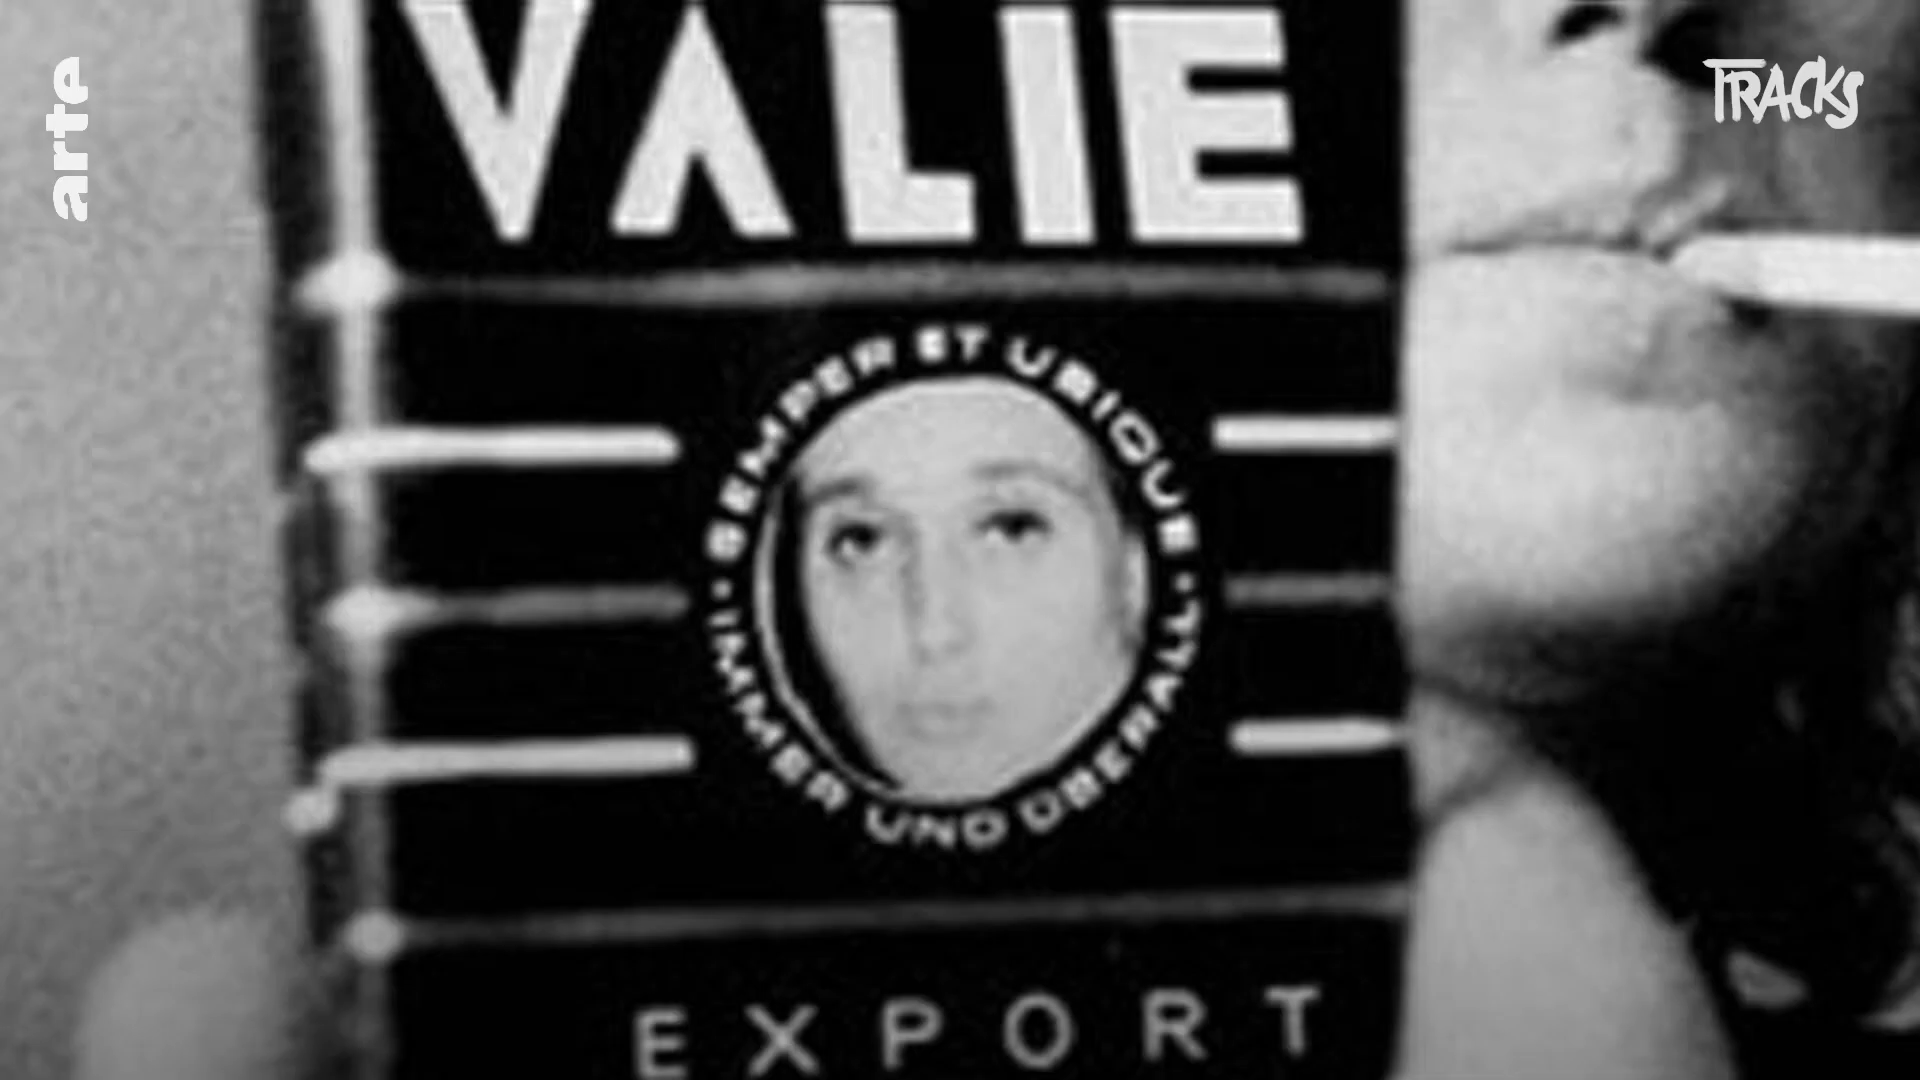 arte
TRACKS
VALIE
SEMPER ET UBIQUE
IMMER UND ÜBERALL
EXPORT